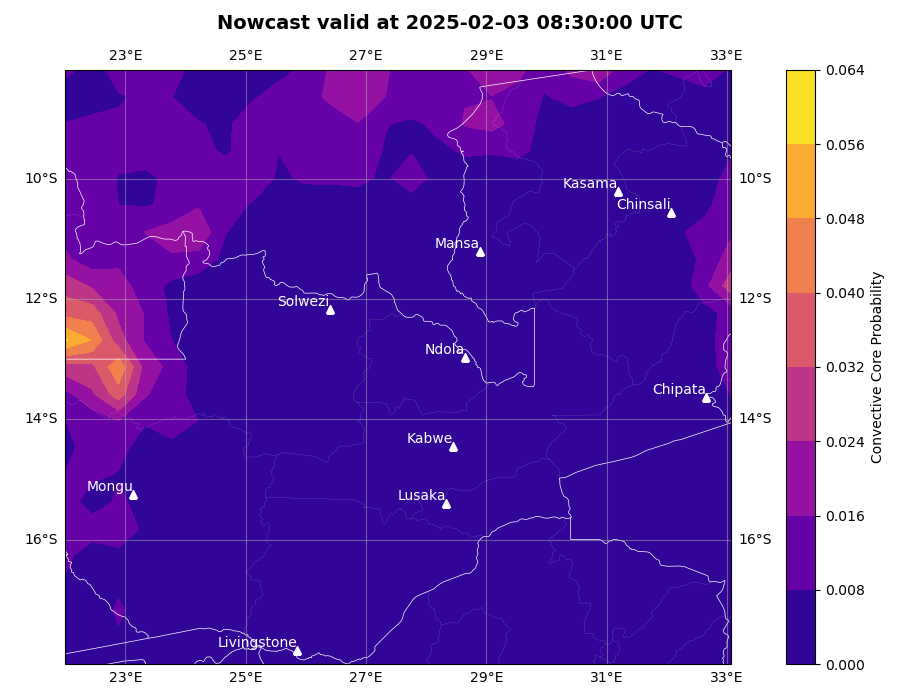 Nowcast valid at 2025-02-03 08:30:00 UTC
23°E 25°E 27°E 29°E 31°E 33°E
0.064
0.056
0.048
0.040
0.032
0.024
0.016
0.008
0.000
Convective Core Probability
10°S 10°S
12°S 12°S
14°S 14°S
16°S 16°S
Kasama
Chinsali
Mansa
Solwezi
Ndola
Chipata
Kabwe
Mongu
Lusaka
Livingstone
23°E 25°E 27°E 29°E 31°E 33°E